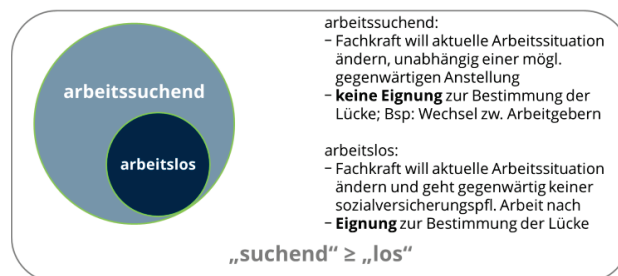 arbeitssuchend
arbeitslos
arbeitssuchend:
– Fachkraft will aktuelle Arbeitssituation
ändern, unabhängig einer mögl.
gegenwärtigen Anstellung
– keine Eignung zur Bestimmung der
Lücke; Bsp: Wechsel zw. Arbeitgebern
arbeitslos:
– Fachkraft will aktuelle Arbeitssituation
ändern und geht gegenwärtig keiner
sozialversicherungspfl. Arbeit nach
– Eignung zur Bestimmung der Lücke
„suchend“ ≥ „los“